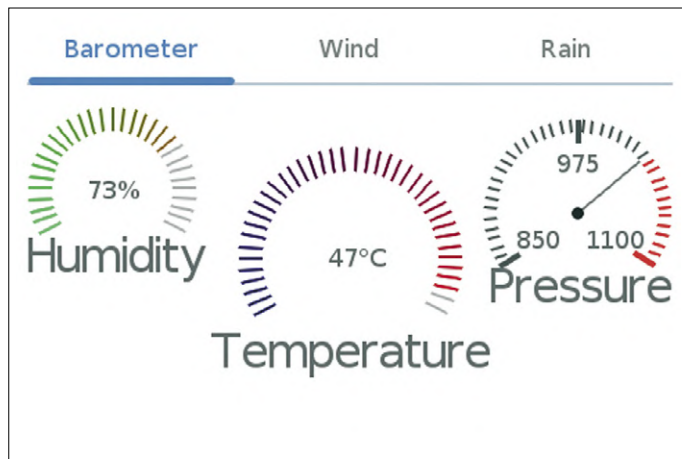 Barometer
Wind
Rain
73%
Humidity
47°C
Temperature
975
850
1100
Pressure